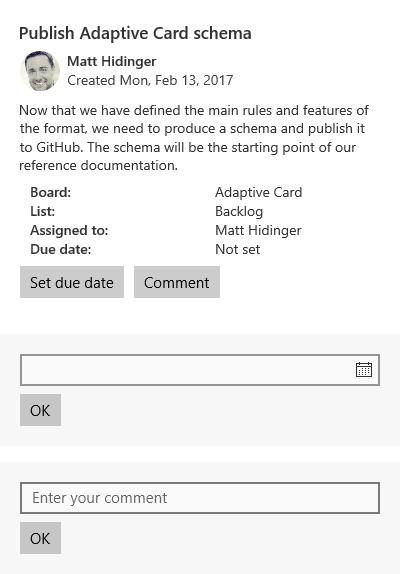 Publish Adaptive Card schema
Matt Hidinger
Created Mon, Feb 13, 2017
Now that we have defined the main rules and features of
the format, we need to produce a schema and publish it
to GitHub. The schema will be the starting point of our
reference documentation.
Board: Adaptive Card
List: Backlog
Assigned to: Matt Hidinger
Due date: Not set
Set due date Comment
OK
Enter your comment
OK